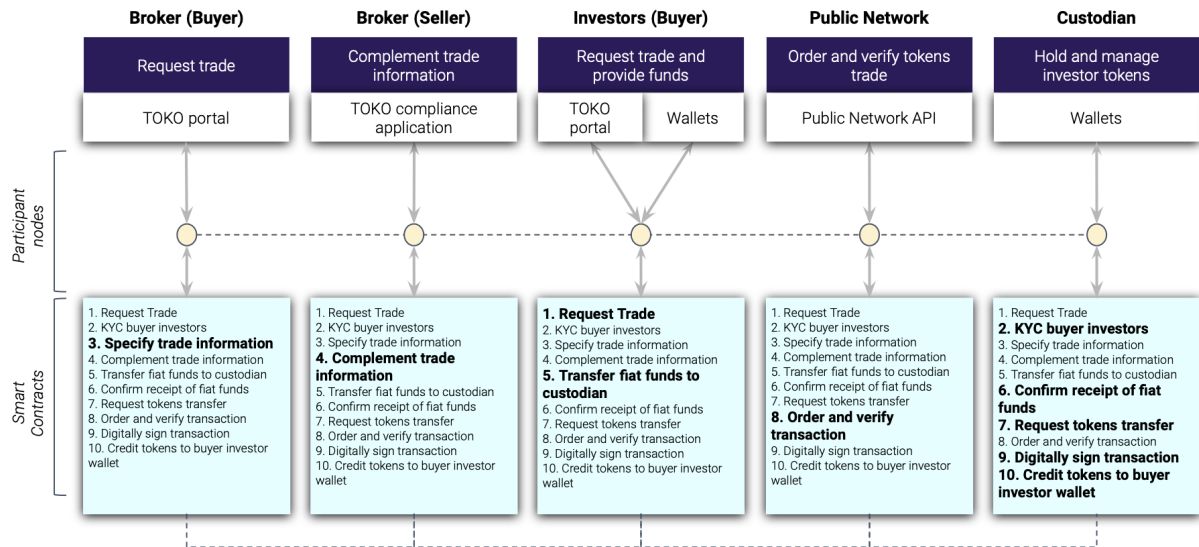 Broker (Buyer)
Broker (Seller)
Investors (Buyer)
Public Network
Custodian
Request trade
Complement trade
information
Request trade and
provide funds
Order and verify tokens
trade
Hold and manage
investor tokens
TOKO portal
TOKO compliance
application
TOKO
portal
Wallets
Public Network API
Wallets
Participant
nodes
Smart
Contracts
1. Request Trade
2. KYC buyer investors
3. Specify trade information
4. Complement trade information
5. Transfer fiat funds to custodian
6. Confirm receipt of fiat funds
7. Request tokens transfer
8. Order and verify transaction
9. Digitally sign transaction
10. Credit tokens to buyer investor
wallet
1. Request Trade
2. KYC buyer investors
3. Specify trade information
4. Complement trade
information
5. Transfer fiat funds to custodian
6. Confirm receipt of fiat funds
7. Request tokens transfer
8. Order and verify transaction
9. Digitally sign transaction
10. Credit tokens to buyer investor
wallet
1. Request Trade
2. KYC buyer investors
3. Specify trade information
4. Complement trade information
5. Transfer fiat funds to
custodian
6. Confirm receipt of fiat funds
7. Request tokens transfer
8. Order and verify transaction
9. Digitally sign transaction
10. Credit tokens to buyer investor
wallet
1. Request Trade
2. KYC buyer investors
3. Specify trade information
4. Complement trade information
5. Transfer fiat funds to custodian
6. Confirm receipt of fiat funds
7. Request tokens transfer
8. Order and verify
transaction
9. Digitally sign transaction
10. Credit tokens to buyer investor
wallet
1. Request Trade
2. KYC buyer investors
3. Specify trade information
4. Complement trade information
5. Transfer fiat funds to custodian
6. Confirm receipt of fiat
funds
7. Request tokens transfer
8. Order and verify transaction
9. Digitally sign transaction
10. Credit tokens to buyer
investor wallet